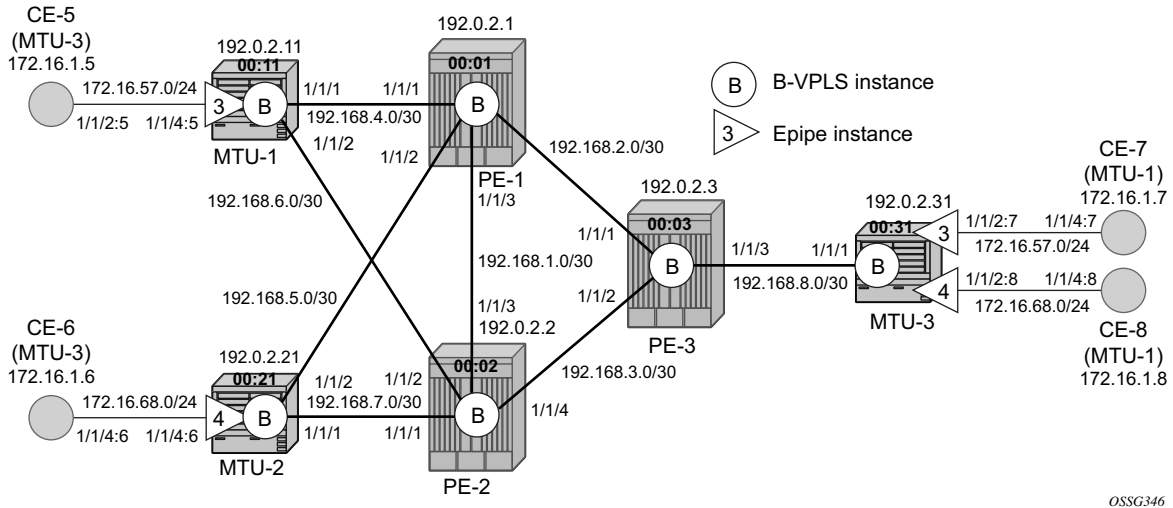 CE-5
(MTU-3)
172.16.1.5
172.16.57.0/24
1/1/2:5
1/1/4:5
192.0.2.11
00:11
3
B
MTU-1
1/1/1
1/1/1
192.168.4.0/30
1/1/2
192.0.2.1
00:01
B
1/1/2
PE-1
1/1/3
192.168.2.0/30
B
B-VPLS instance
3
Epipe instance
192.168.6.0/30
192.168.5.0/30
192.168.1.0/30
1/1/3
192.0.2.2
192.0.2.3
00:03
1/1/1
B
1/1/2
1/1/3
PE-3
192.168.8.0/30
1/1/1
192.0.2.31
00:31
B
3
4
MTU-3
1/1/2:7
1/1/4:7
172.16.57.0/24
1/1/2:8
1/1/4:8
172.16.68.0/24
CE-7
(MTU-1)
172.16.1.7
CE-8
(MTU-1)
172.16.1.8
CE-6
(MTU-3)
172.16.1.6
172.16.68.0/24
1/1/4:6
1/1/4:6
192.0.2.21
00:21
4
B
MTU-2
1/1/2
1/1/2
192.168.7.0/30
1/1/1
1/1/1
00:02
B
PE-2
192.168.3.0/30
1/1/4
OSSG346